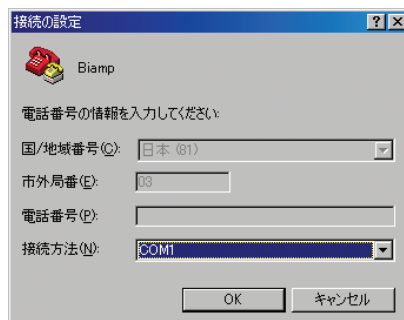 接続の設定
Biamp
電話番号の情報を入力してください:
国/地域番号(C): 日本 (81)
市外局番(E): 03
電話番号(P):
接続方法(N): COM1
OK キャンセル